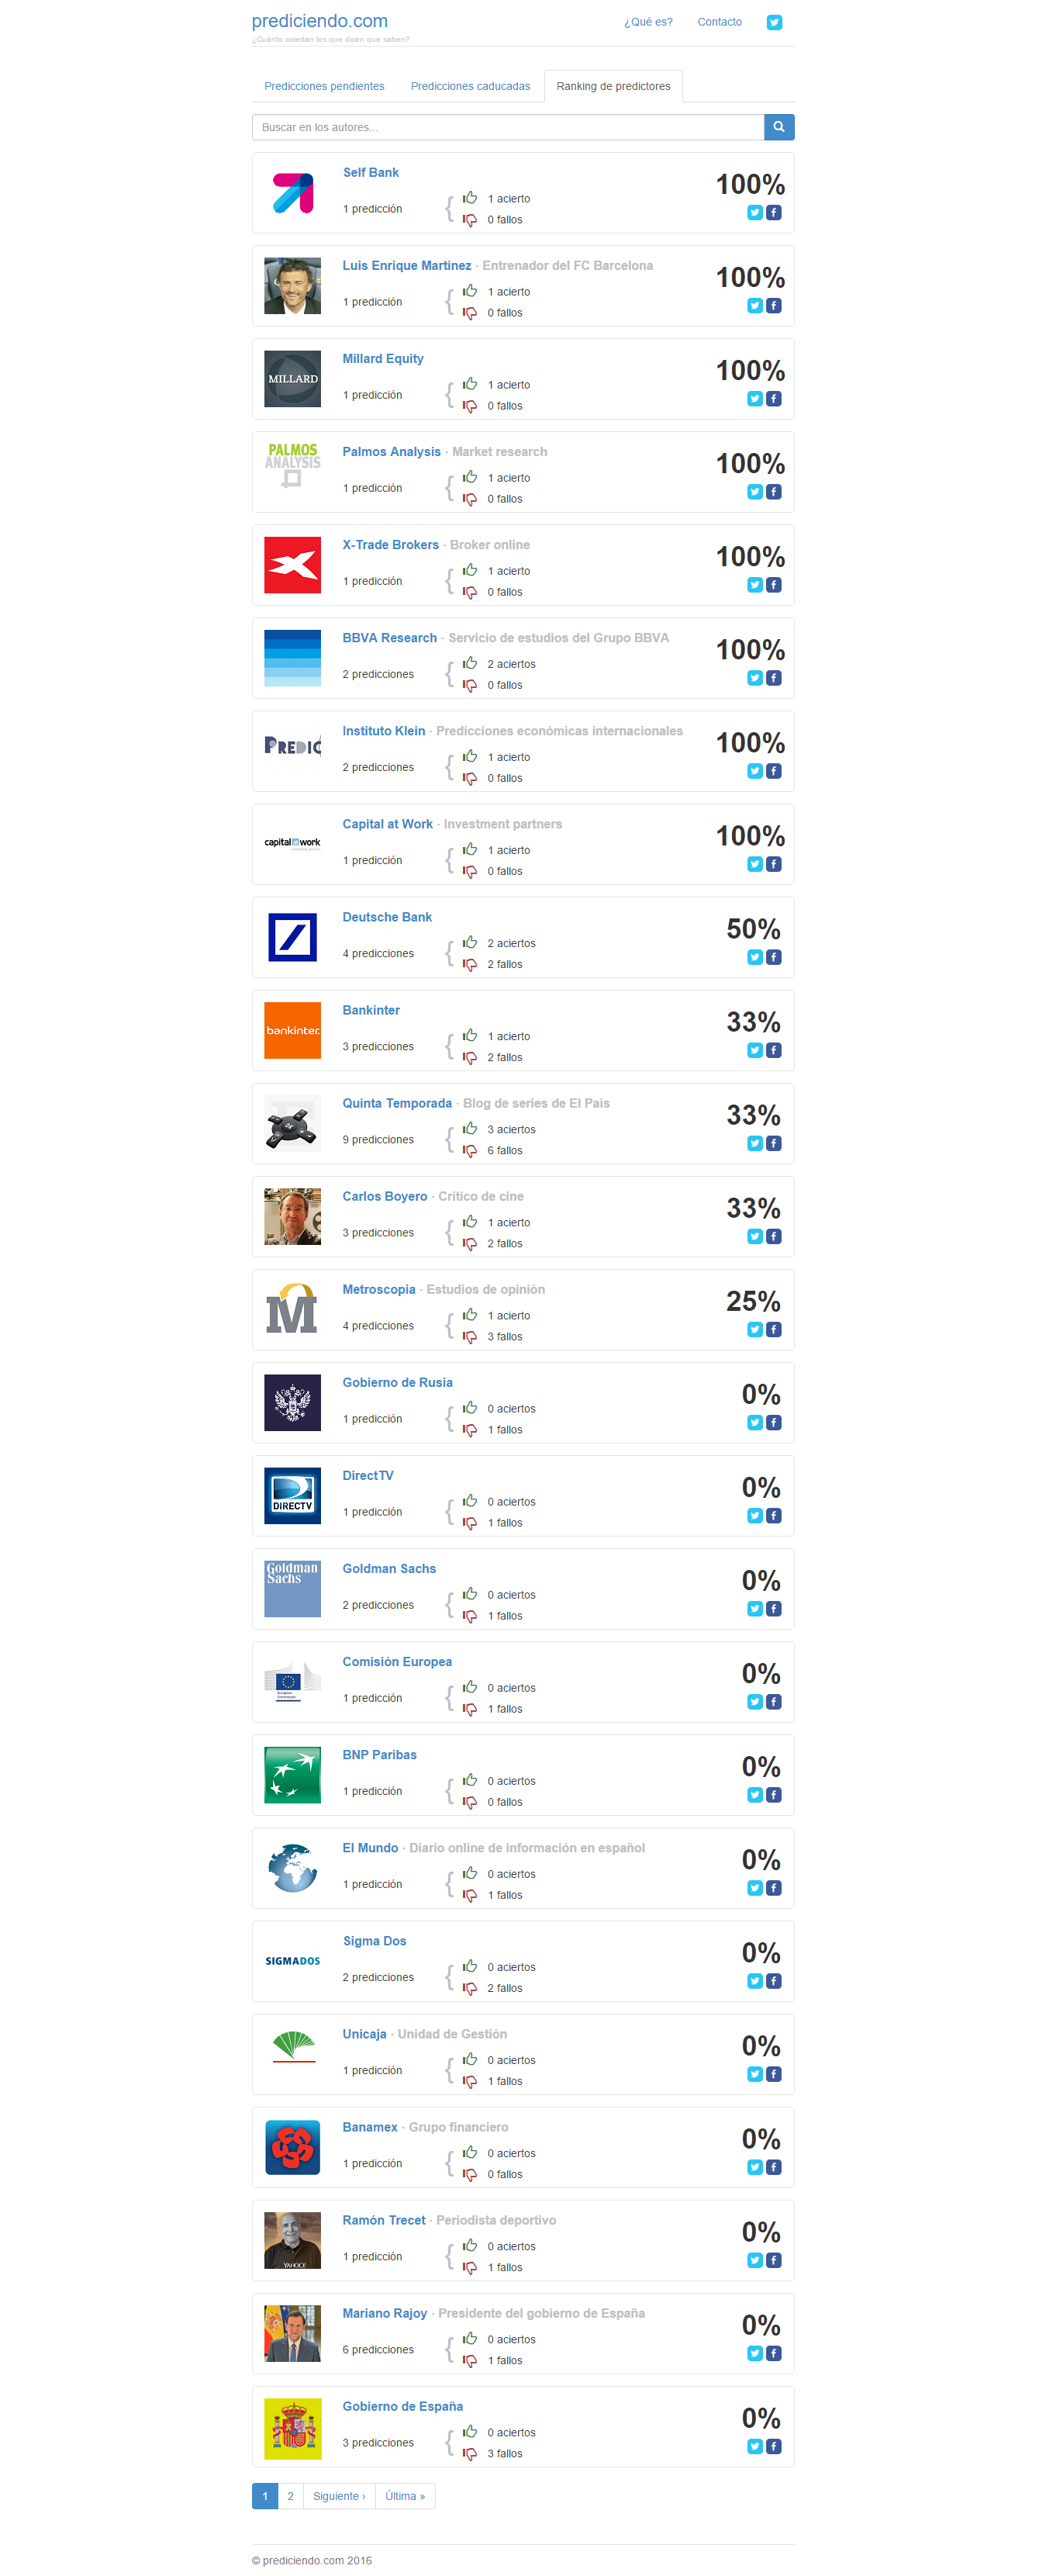 prediciendo.com
¿Qué es?
Contacto
¿Cuánto aciertan los que dicen que saben?
Predicciones pendientes
Predicciones caducadas
Ranking de predictores
Buscar en los autores...
Self Bank
100%
1 predicción
{
1 acierto
0 fallos
Luis Enrique Martínez · Entrenador del FC Barcelona
100%
1 predicción
{
1 acierto
0 fallos
Millard Equity
100%
MILLARD
1 predicción
{
1 acierto
0 fallos
PALMOS
ANALYSIS
Palmos Analysis · Market research
100%
1 predicción
{
1 acierto
0 fallos
X-Trade Brokers · Broker online
100%
1 predicción
{
1 acierto
0 fallos
BBVA Research · Servicio de estudios del Grupo BBVA
100%
2 predicciones
{
2 aciertos
0 fallos
Instituto Klein · Predicciones económicas internacionales
100%
PREDIC
2 predicciones
{
1 acierto
0 fallos
Capital at Work · Investment partners
100%
capital at work
1 predicción
{
1 acierto
0 fallos
Deutsche Bank
50%
4 predicciones
{
2 aciertos
2 fallos
Bankinter
33%
bankinter.
3 predicciones
{
1 acierto
2 fallos
Quinta Temporada · Blog de series de El País
33%
9 predicciones
{
3 aciertos
6 fallos
Carlos Boyero · Crítico de cine
33%
3 predicciones
{
1 acierto
2 fallos
Metroscopia · Estudios de opinión
25%
M
4 predicciones
{
1 acierto
3 fallos
Gobierno de Rusia
0%
1 predicción
{
0 aciertos
1 fallos
DirectTV
0%
DIRECTV
1 predicción
{
0 aciertos
1 fallos
Goldman
Sachs
Goldman Sachs
0%
2 predicciones
{
0 aciertos
1 fallos
Comisión Europea
0%
1 predicción
{
0 aciertos
1 fallos
BNP Paribas
0%
1 predicción
{
0 aciertos
0 fallos
El Mundo · Diario online de información en español
0%
1 predicción
{
0 aciertos
1 fallos
Sigma Dos
0%
SIGMADOS
2 predicciones
{
0 aciertos
2 fallos
Unicaja · Unidad de Gestión
0%
1 predicción
{
0 aciertos
1 fallos
Banamex · Grupo financiero
0%
1 predicción
{
0 aciertos
0 fallos
Ramón Trecet · Periodista deportivo
0%
YAHOO!
1 predicción
{
0 aciertos
1 fallos
Mariano Rajoy · Presidente del gobierno de España
0%
6 predicciones
{
0 aciertos
1 fallos
Gobierno de España
0%
3 predicciones
{
0 aciertos
3 fallos
1
2
Siguiente ›
Última »
© prediciendo.com 2016